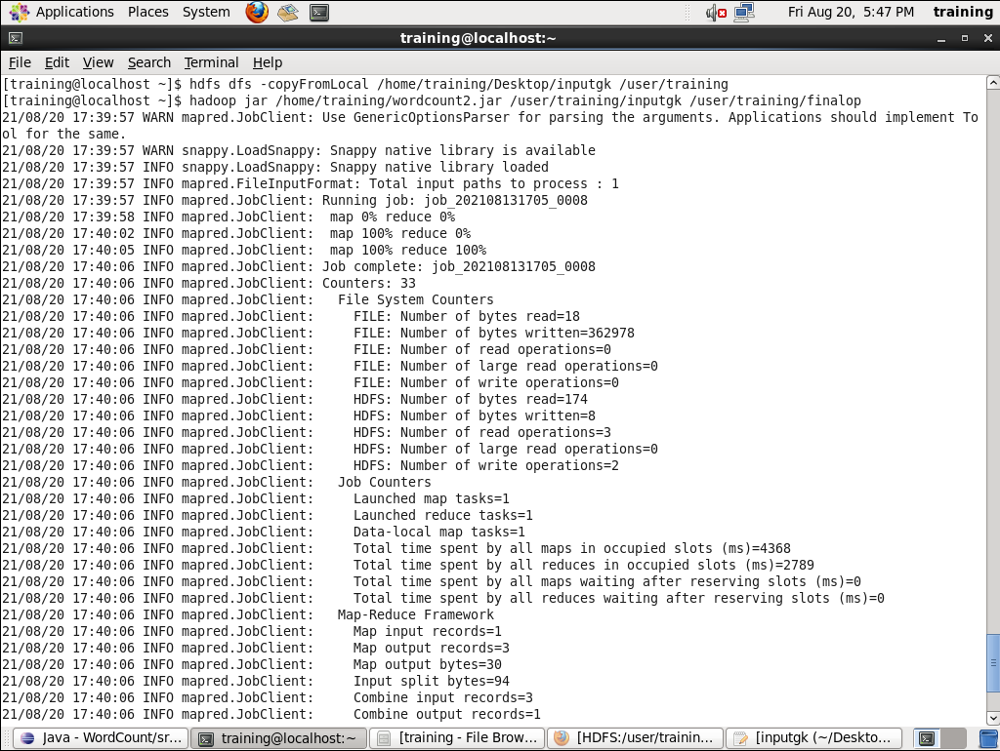 Applications Places System Fri Aug 20, 5:47 PM training
training@localhost:~
File Edit View Search Terminal Help
[training@localhost ~]$ hdfs dfs -copyFromLocal /home/training/Desktop/inputgk /user/training
[training@localhost ~]$ hadoop jar /home/training/wordcount2.jar /user/training/inputgk /user/training/finalop
21/08/20 17:39:57 WARN mapred.JobClient: Use GenericOptionsParser for parsing the arguments. Applications should implement To
ol for the same.
21/08/20 17:39:57 WARN snappy.LoadSnappy: Snappy native library is available
21/08/20 17:39:57 INFO snappy.LoadSnappy: Snappy native library loaded
21/08/20 17:39:57 INFO mapred.FileInputFormat: Total input paths to process : 1
21/08/20 17:39:57 INFO mapred.JobClient: Running job: job_202108131705_0008
21/08/20 17:39:58 INFO mapred.JobClient:  map 0% reduce 0%
21/08/20 17:40:02 INFO mapred.JobClient:  map 100% reduce 0%
21/08/20 17:40:05 INFO mapred.JobClient:  map 100% reduce 100%
21/08/20 17:40:06 INFO mapred.JobClient: Job complete: job_202108131705_0008
21/08/20 17:40:06 INFO mapred.JobClient: Counters: 33
21/08/20 17:40:06 INFO mapred.JobClient:   File System Counters
21/08/20 17:40:06 INFO mapred.JobClient:     FILE: Number of bytes read=18
21/08/20 17:40:06 INFO mapred.JobClient:     FILE: Number of bytes written=362978
21/08/20 17:40:06 INFO mapred.JobClient:     FILE: Number of read operations=0
21/08/20 17:40:06 INFO mapred.JobClient:     FILE: Number of large read operations=0
21/08/20 17:40:06 INFO mapred.JobClient:     FILE: Number of write operations=0
21/08/20 17:40:06 INFO mapred.JobClient:     HDFS: Number of bytes read=174
21/08/20 17:40:06 INFO mapred.JobClient:     HDFS: Number of bytes written=8
21/08/20 17:40:06 INFO mapred.JobClient:     HDFS: Number of read operations=3
21/08/20 17:40:06 INFO mapred.JobClient:     HDFS: Number of large read operations=0
21/08/20 17:40:06 INFO mapred.JobClient:     HDFS: Number of write operations=2
21/08/20 17:40:06 INFO mapred.JobClient:   Job Counters
21/08/20 17:40:06 INFO mapred.JobClient:     Launched map tasks=1
21/08/20 17:40:06 INFO mapred.JobClient:     Launched reduce tasks=1
21/08/20 17:40:06 INFO mapred.JobClient:     Data-local map tasks=1
21/08/20 17:40:06 INFO mapred.JobClient:     Total time spent by all maps in occupied slots (ms)=4368
21/08/20 17:40:06 INFO mapred.JobClient:     Total time spent by all reduces in occupied slots (ms)=2789
21/08/20 17:40:06 INFO mapred.JobClient:     Total time spent by all maps waiting after reserving slots (ms)=0
21/08/20 17:40:06 INFO mapred.JobClient:     Total time spent by all reduces waiting after reserving slots (ms)=0
21/08/20 17:40:06 INFO mapred.JobClient:   Map-Reduce Framework
21/08/20 17:40:06 INFO mapred.JobClient:     Map input records=1
21/08/20 17:40:06 INFO mapred.JobClient:     Map output records=3
21/08/20 17:40:06 INFO mapred.JobClient:     Map output bytes=30
21/08/20 17:40:06 INFO mapred.JobClient:     Input split bytes=94
21/08/20 17:40:06 INFO mapred.JobClient:     Combine input records=3
21/08/20 17:40:06 INFO mapred.JobClient:     Combine output records=1
Java - WordCount/sr... training@localhost:~ [training - File Brow... [HDFS:/user/trainin... [inputgk (~/Deskto...